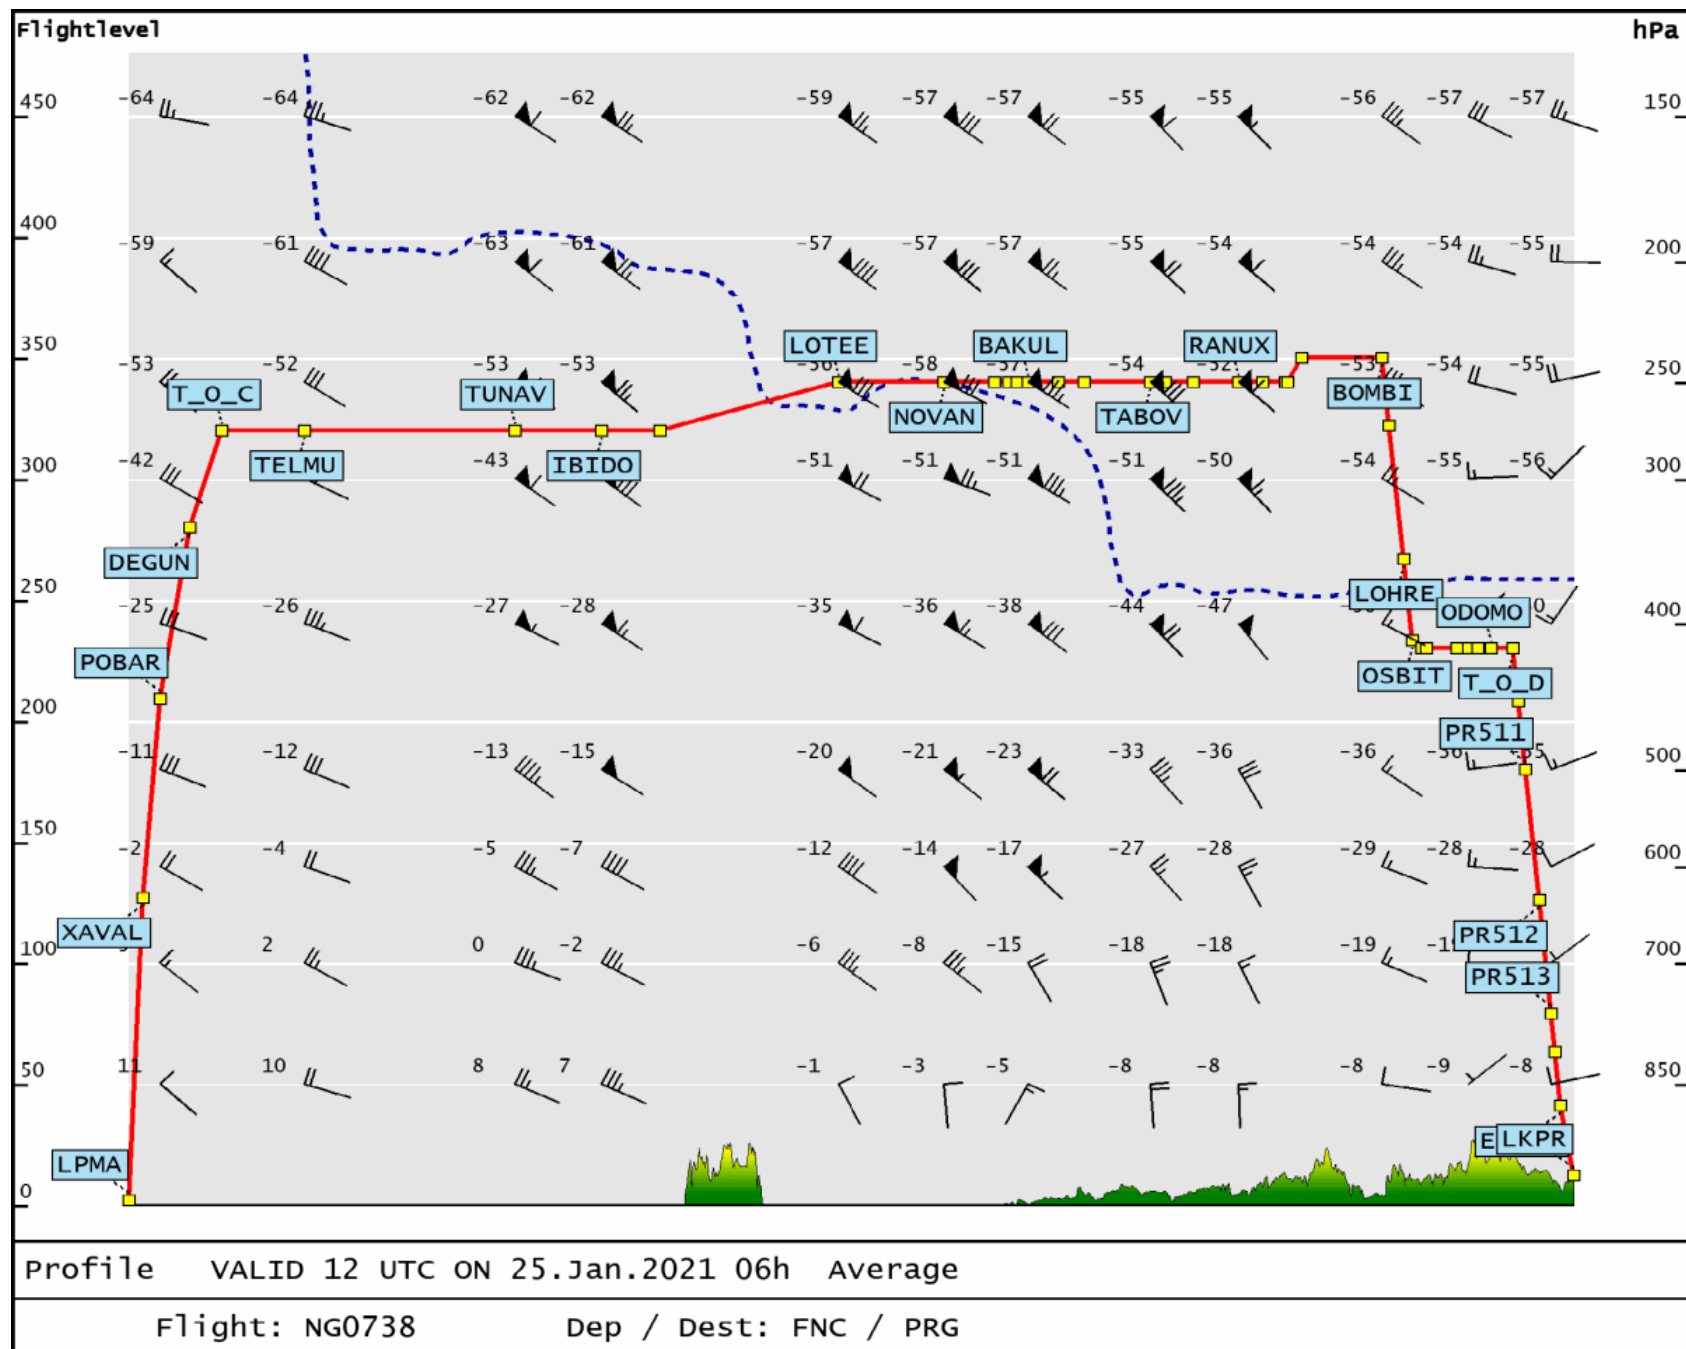 Flightlevel hPa
450 -64 -64 -62 -62 -59 -57 -57 -55 -55 -56 -57 -57 150
400
-59 -61 -63 -61 -57 -57 -57 -55 -54 -54 -54 -55 200
350 LOTEE BAKUL RANUX
-53 -52 -53 -53 -58 -54 -53 -54 -55 250
T_O_C TUNAV BOMBI
NOVAN TABOV
300 -42 TELMU -43 IBIDO -51 -51 -51 -51 -50 -54 -55 -56 300
DEGUN
250 LOHRE
-25 -26 -27 -28 -35 -36 -38 -44 -47 ODOMO 400
POBAR OSBIT T_O_D
200
PR511
-11 -12 -13 -15 -20 -21 -23 -33 -36 -36 500
150
-2 -4 -5 -7 -12 -14 -17 -27 -28 -29 -28 -28 600
XAVAL PR512
100 2 0 -2 -6 -8 -15 -18 -18 -19 700
PR513
50 11 10 8 7 -1 -3 -5 -8 -8 -8 -9 -8 850
LPMA LKPR
0
Profile VALID 12 UTC ON 25.Jan.2021 06h Average
Flight: NG0738 Dep / Dest: FNC / PRG